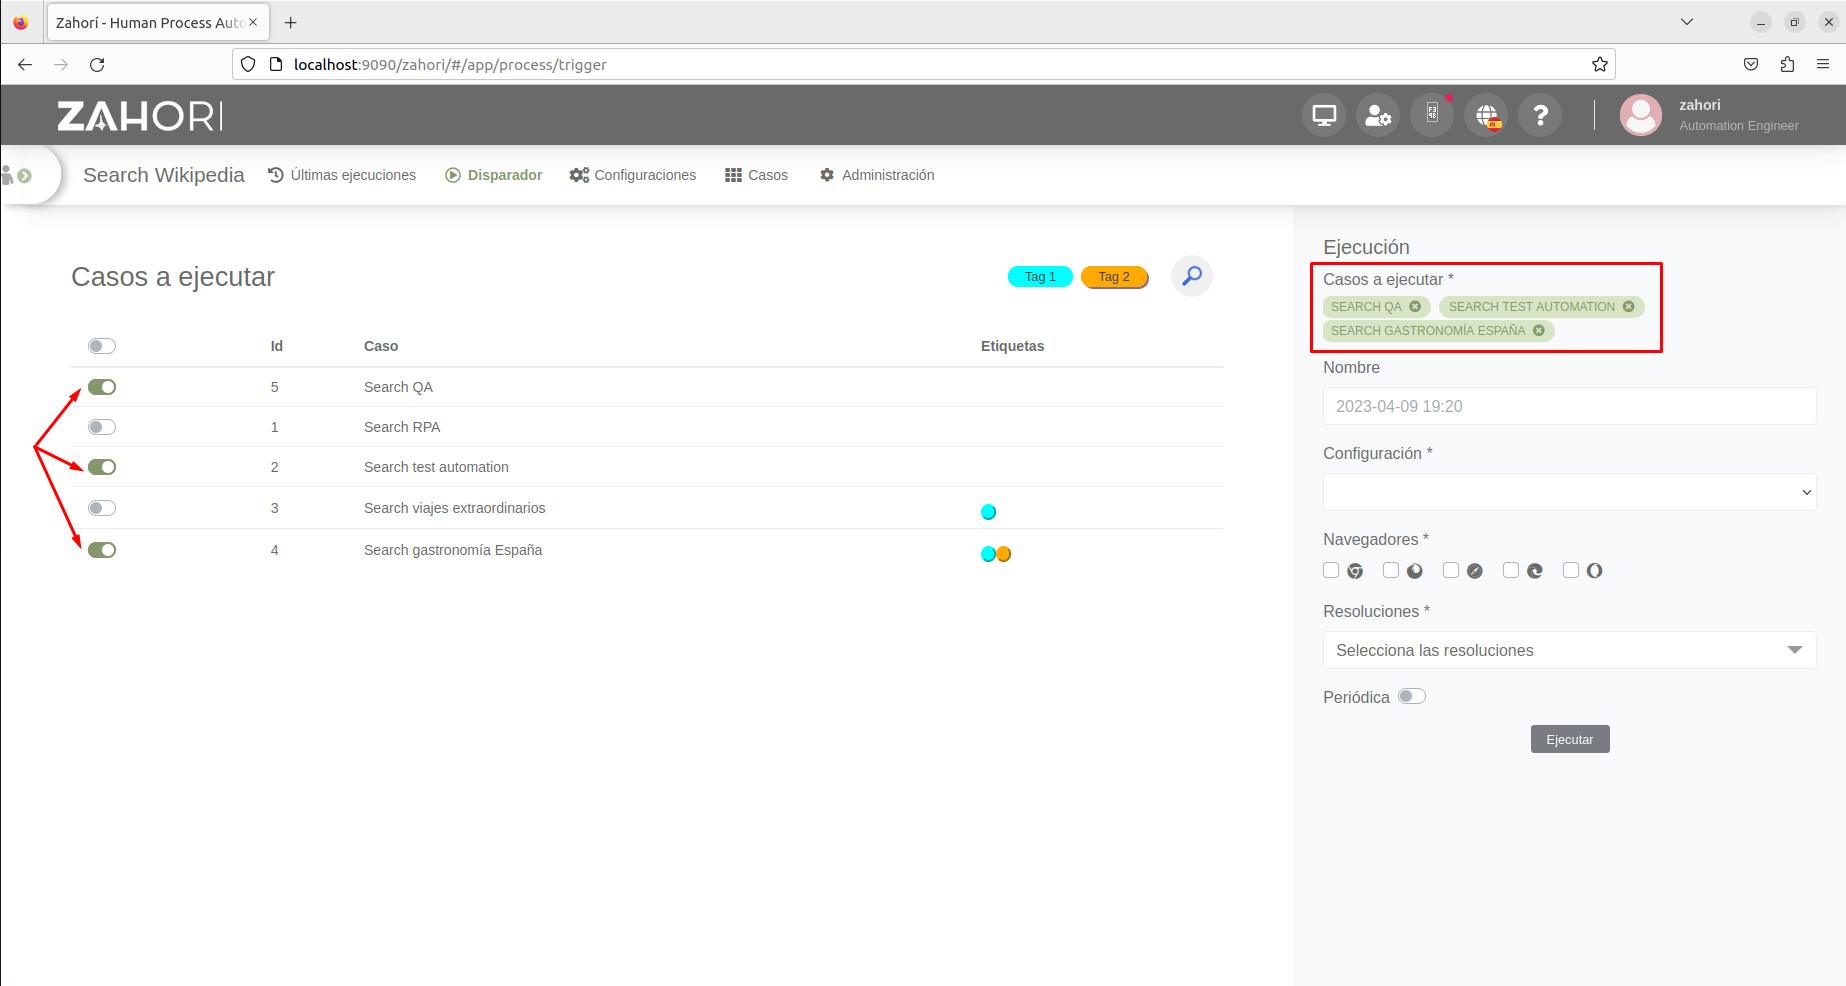 Zahorí - Human Process Auto
localhost:9090/zahori/#/app/process/trigger
ZAHORI
?
zahori
Automation Engineer
Search Wikipedia
Últimas ejecuciones
Disparador
Configuraciones
Casos
Administración
Casos a ejecutar
Tag 1
Tag 2
Id Caso Etiquetas
5 Search QA
1 Search RPA
2 Search test automation
3 Search viajes extraordinarios
4 Search gastronomía España
Ejecución
Casos a ejecutar *
SEARCH QA
SEARCH TEST AUTOMATION
SEARCH GASTRONOMÍA ESPAÑA
Nombre
2023-04-09 19:20
Configuración *
Navegadores *
Resoluciones *
Selecciona las resoluciones
Periódica
Ejecutar